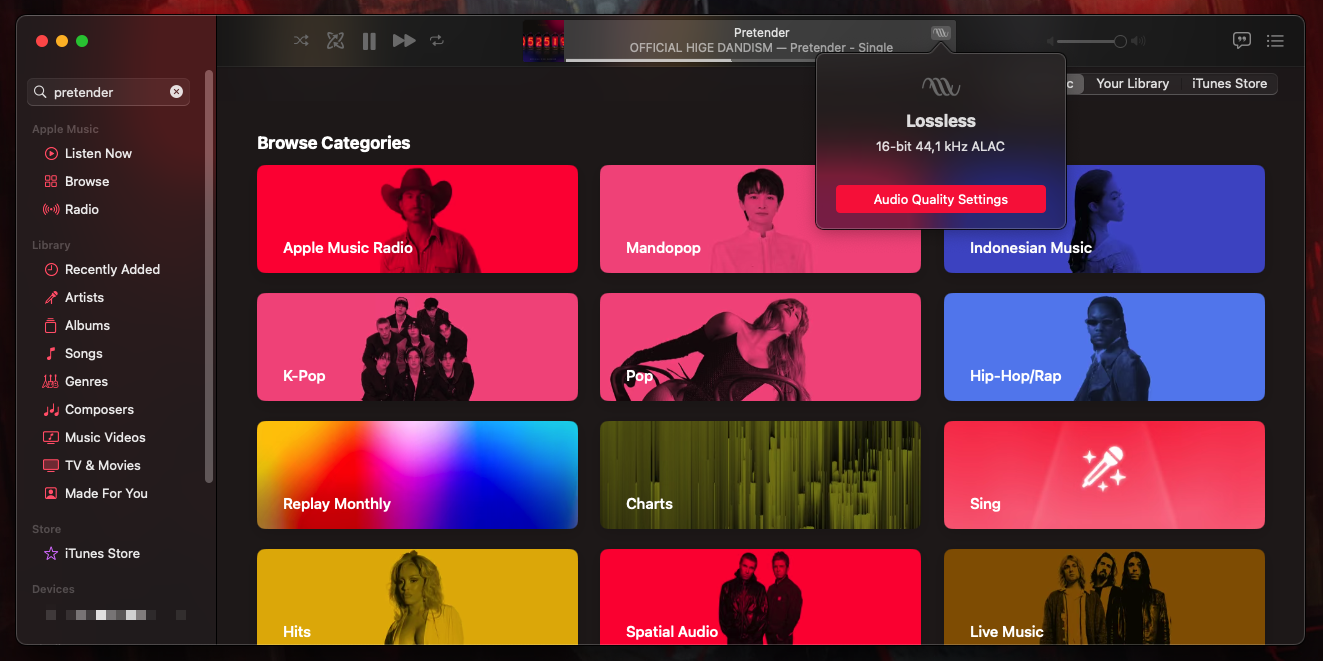 Pretender
OFFICIAL HIGE DANDISM — Pretender - Single
pretender
Apple Music
Listen Now
Browse
Radio
Library
Recently Added
Artists
Albums
Songs
Genres
Composers
Music Videos
TV & Movies
Made For You
Store
iTunes Store
Devices
c
Your Library
iTunes Store
Lossless
16-bit 44,1 kHz ALAC
Audio Quality Settings
Browse Categories
Apple Music Radio
Mandopop
Indonesian Music
K-Pop
Pop
Hip-Hop/Rap
Replay Monthly
Charts
Sing
Hits
Spatial Audio
Live Music